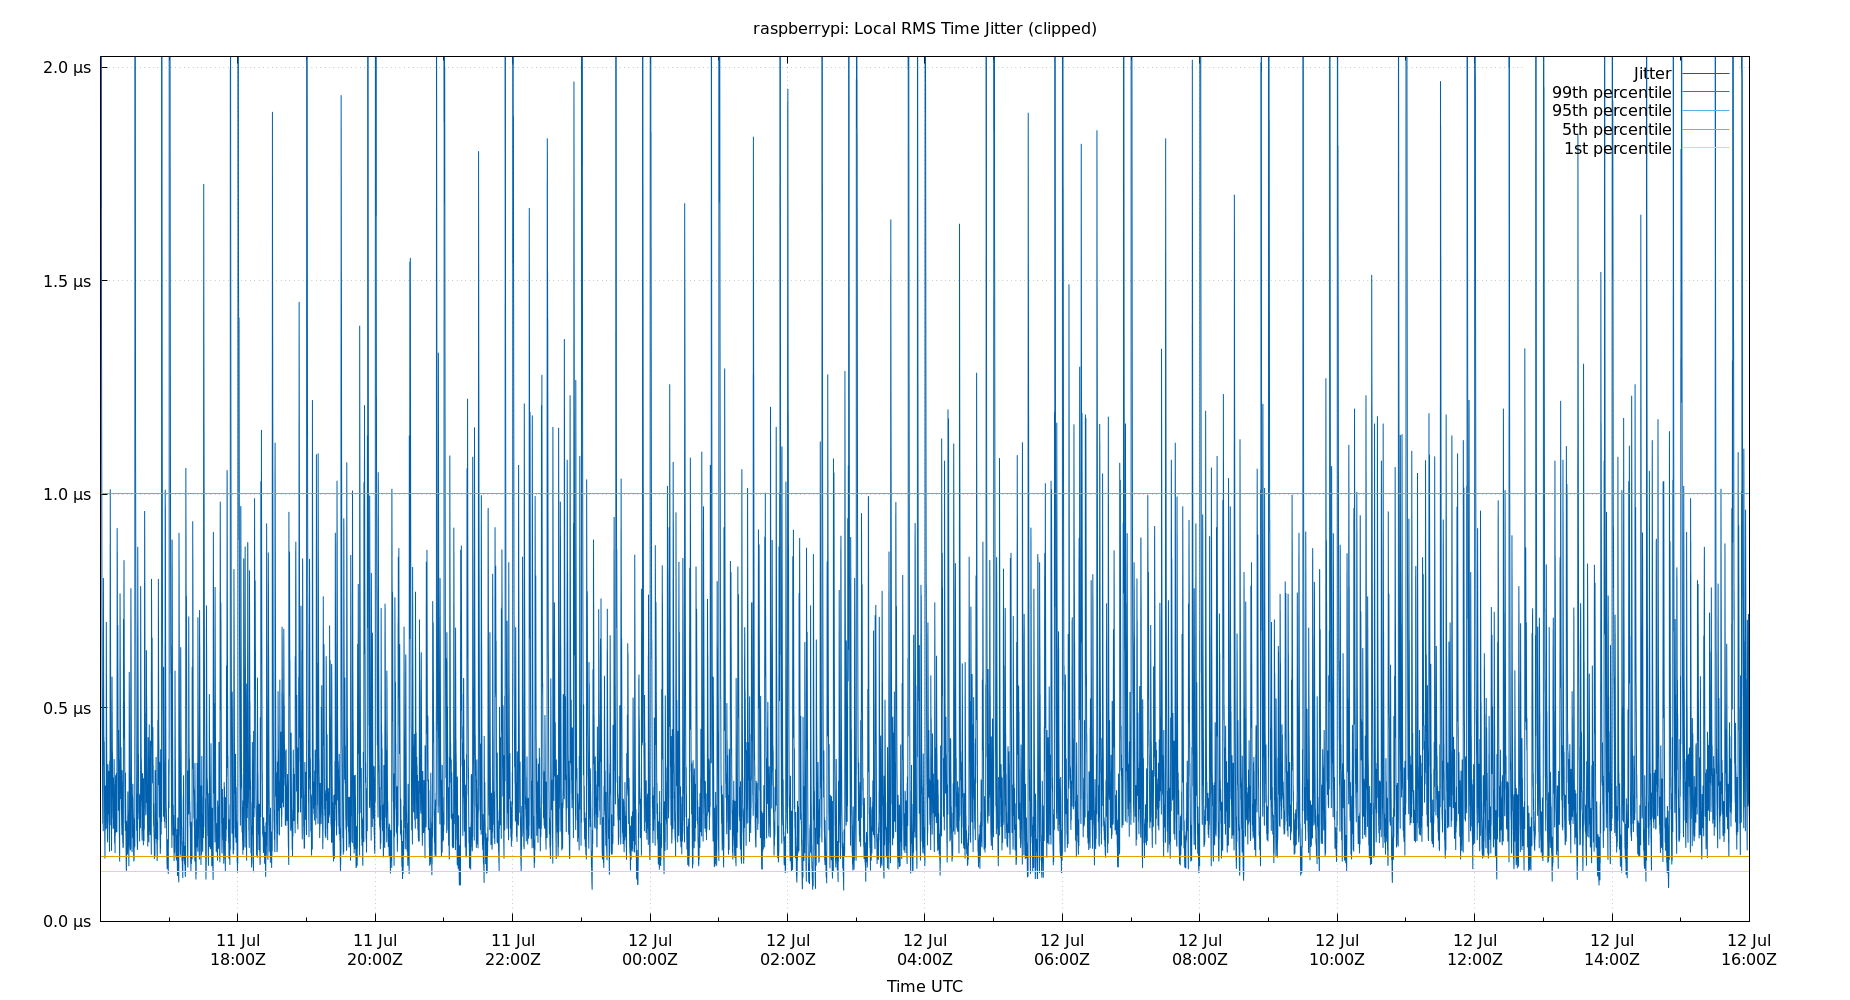 raspberrypi: Local RMS Time Jitter (clipped)
2.0 µs
1.5 µs
1.0 µs
0.5 µs
0.0 µs
Jitter
99th percentile
95th percentile
5th percentile
1st percentile
11 Jul 11 Jul 11 Jul 12 Jul 12 Jul 12 Jul 12 Jul 12 Jul 12 Jul 12 Jul 12 Jul 12 Jul
18:00Z 20:00Z 22:00Z 00:00Z 02:00Z 04:00Z 06:00Z 08:00Z 10:00Z 12:00Z 14:00Z 16:00Z
Time UTC